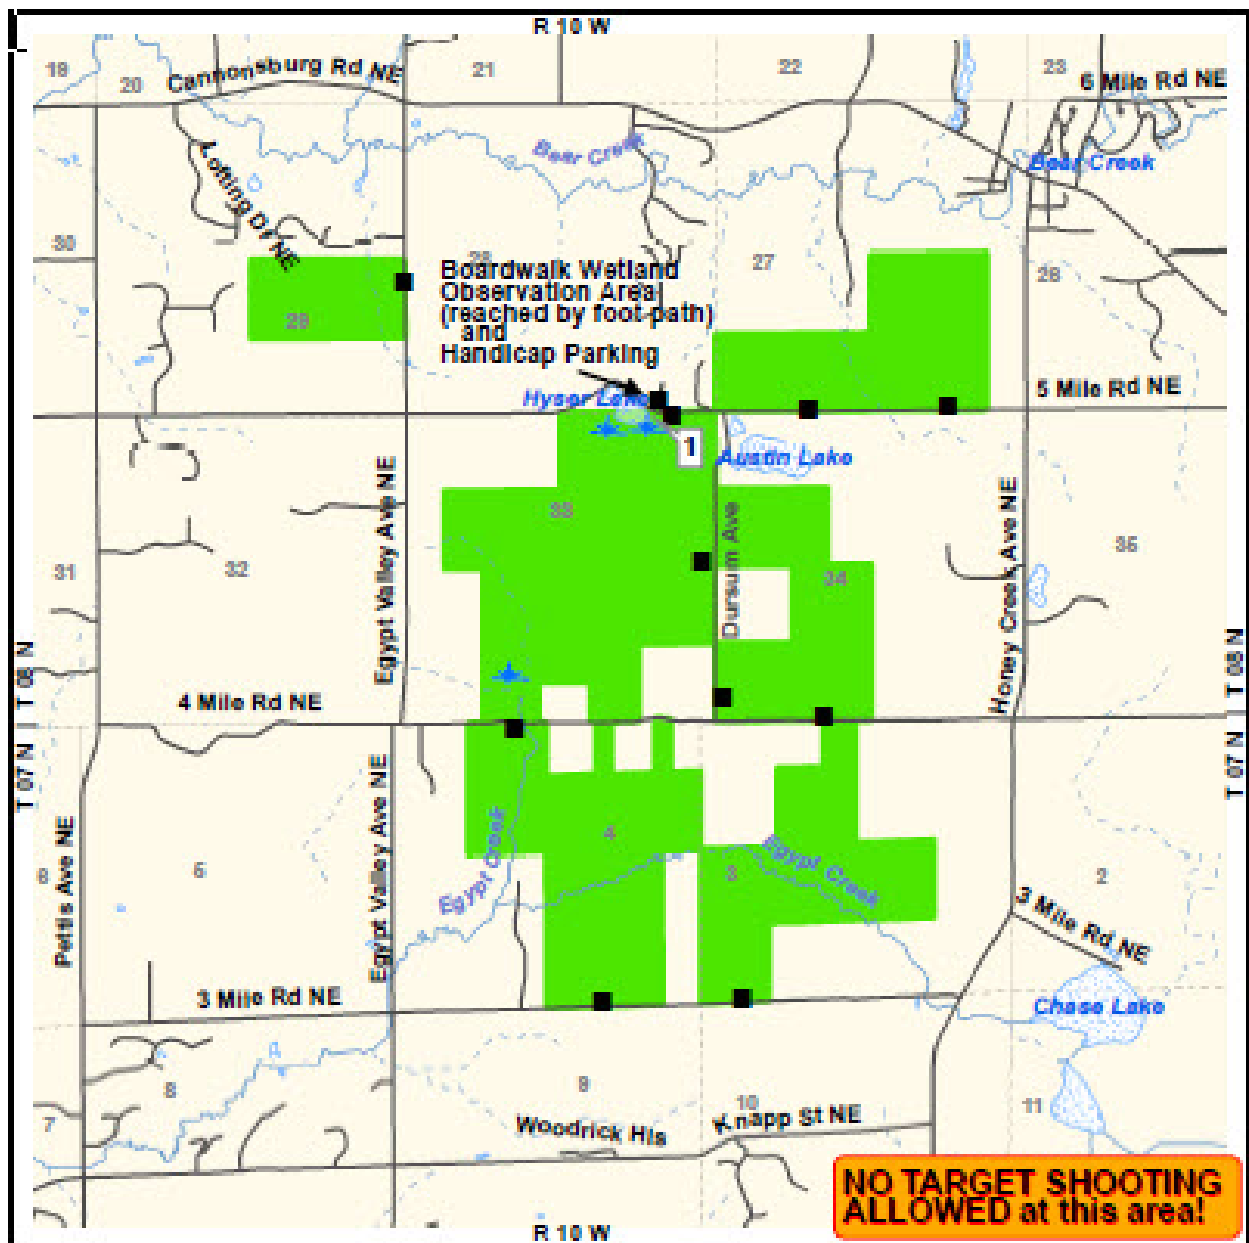 R 10 W
19
20
Cannonsburg Rd NE
21
22
23
6 Mile Rd NE
Bear Creek
Bear Creek
Lofting Dr NE
30
28
27
26
Boardwalk Wetland
Observation Area
(reached by foot-path)
and
Handicap Parking
29
5 Mile Rd NE
Hyser Lake
1
Austin Lake
Egypt Valley Ave NE
33
Dursum Ave
Honey Creek Ave NE
35
31
32
34
T 08 N
T 08 N
4 Mile Rd NE
T 07 N
T 07 N
Pettis Ave NE
Egypt Valley Ave NE
Egypt Creek
4
Egypt Creek
6
5
3
2
3 Mile Rd NE
3 Mile Rd NE
Chase Lake
8
9
10
11
7
Woodrick Hls
Knapp St NE
NO TARGET SHOOTING
ALLOWED at this area!
R 10 W